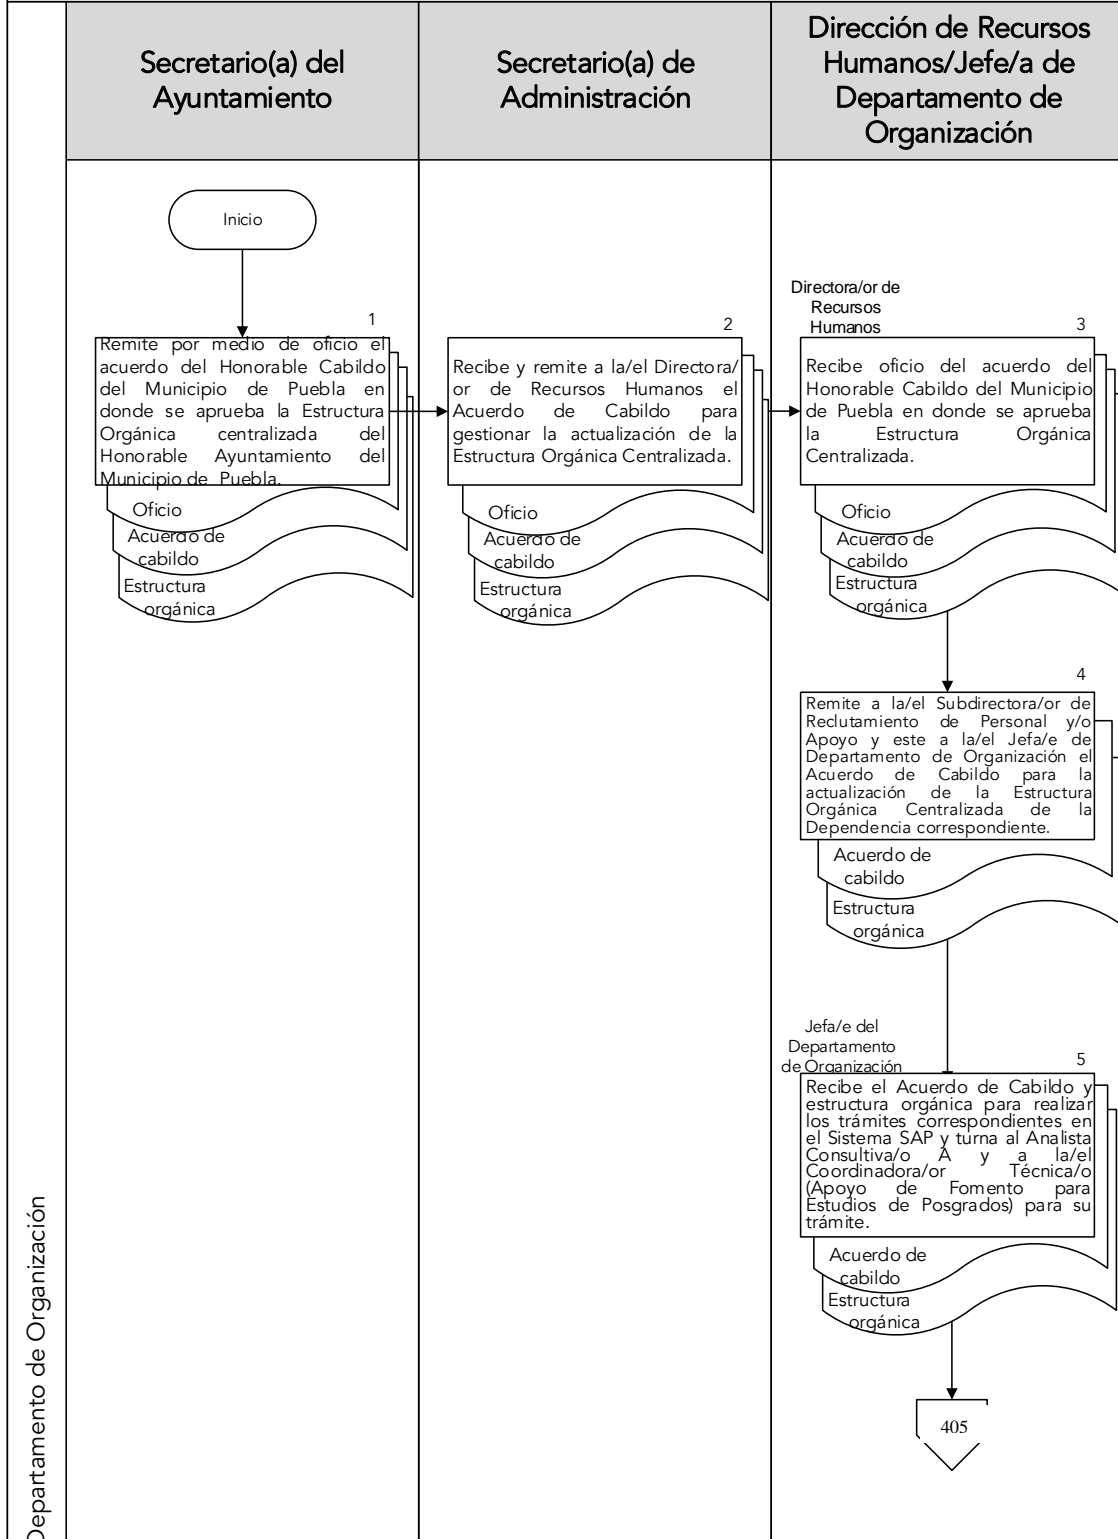 Secretario(a) del
Ayuntamiento
Secretario(a) de
Administración
Dirección de Recursos
Humanos/Jefe/a de
Departamento de
Organización
Inicio
1
Remite por medio de oficio el
acuerdo del Honorable Cabildo
del Municipio de Puebla en
donde se aprueba la Estructura
Orgánica centralizada del
Honorable Ayuntamiento del
Municipio de Puebla.
Oficio
Acuerdo de
cabildo
Estructura
orgánica
2
Recibe y remite a la/el Directora/
or de Recursos Humanos el
Acuerdo de Cabildo para
gestionar la actualización de la
Estructura Orgánica Centralizada.
Oficio
Acuerdo de
cabildo
Estructura
orgánica
Directora/or de
Recursos
Humanos
3
Recibe oficio del acuerdo del
Honorable Cabildo del Municipio
de Puebla en donde se aprueba
la Estructura Orgánica
Centralizada.
Oficio
Acuerdo de
cabildo
Estructura
orgánica
4
Remite a la/el Subdirectora/or de
Reclutamiento de Personal y/o
Apoyo y este a la/el Jefa/e de
Departamento de Organización el
Acuerdo de Cabildo para la
actualización de la Estructura
Orgánica Centralizada de la
Dependencia correspondiente.
Acuerdo de
cabildo
Estructura
orgánica
Jefa/e del
Departamento
de Organización
5
Recibe el Acuerdo de Cabildo y
estructura orgánica para realizar
los trámites correspondientes en
el Sistema SAP y turna al Analista
Consultiva/o A y a la/el
Coordinadora/or Técnica/o
(Apoyo de Fomento para
Estudios de Posgrados) para su
trámite.
Acuerdo de
cabildo
Estructura
orgánica
405
Departamento de Organización